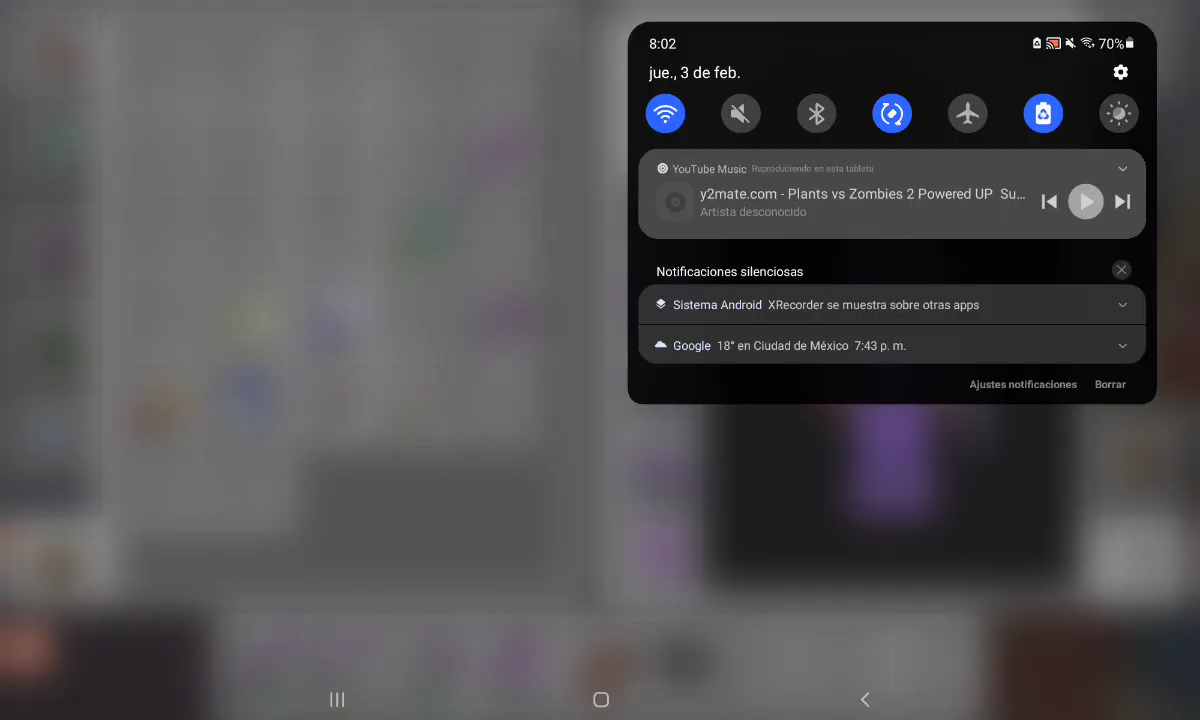 8:02
70%
jue., 3 de feb.
YouTube Music Reproduciendo en esta tableta
y2mate.com - Plants vs Zombies 2 Powered UP Su...
Artista desconocido
Notificaciones silenciosas
Sistema Android XRecorder se muestra sobre otras apps
Google 18° en Ciudad de México 7:43 p. m.
Ajustes notificaciones Borrar